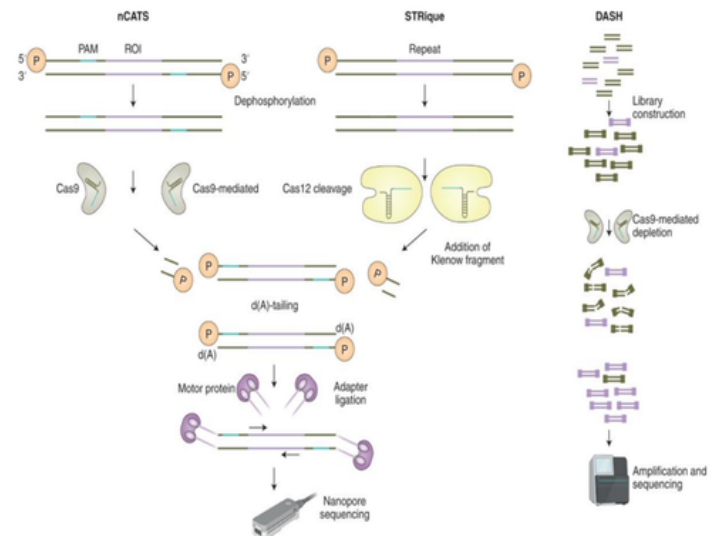 nCATS
STRique
DASH
PAM
ROI
Repeat
5'
P
3'
P
3'
P
5'
P
Dephosphorylation
Library
construction
Cas9
Cas9-mediated
Cas12 cleavage
Cas9-mediated
depletion
Addition of
Klenow fragment
P
P
P
P
d(A)-tailing
P
d(A)
d(A)
P
Motor protein
Adapter
ligation
Amplification and
sequencing
Nanopore
sequencing